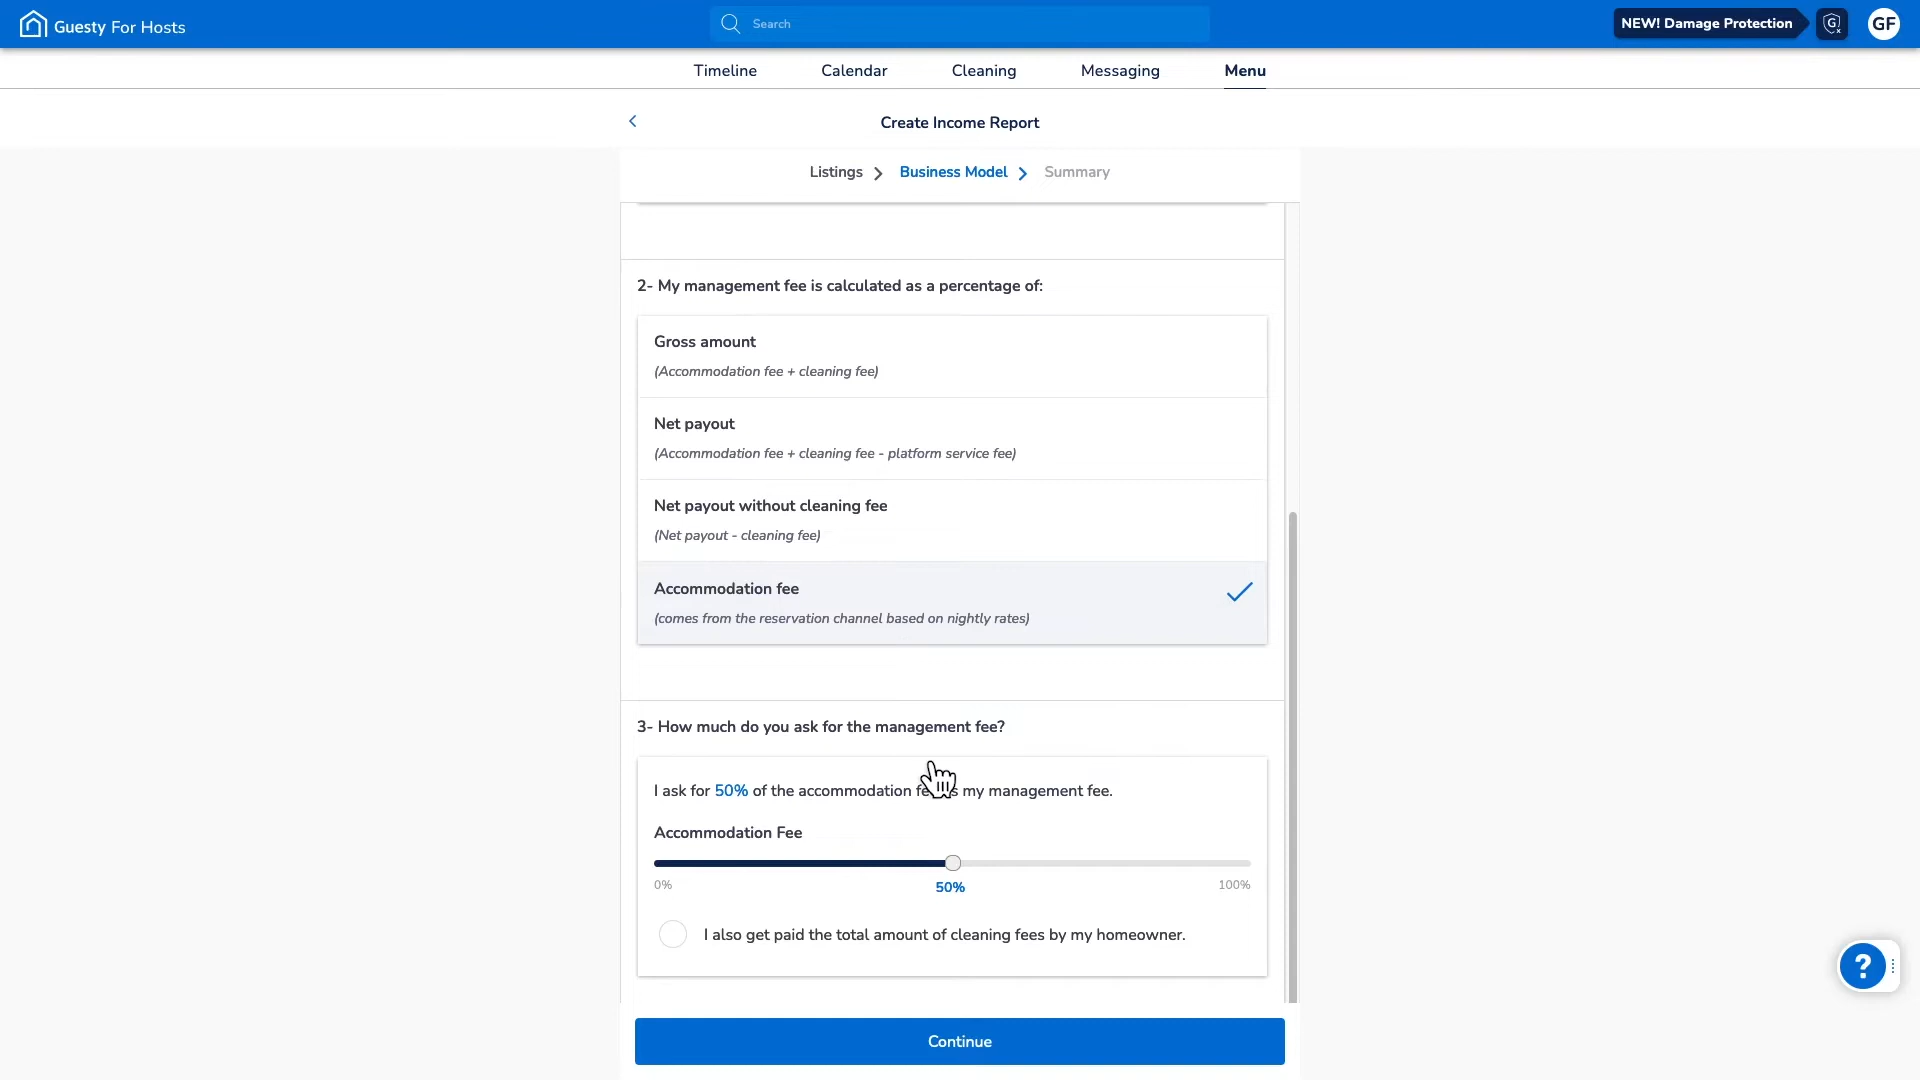 Guesty For Hosts
Search
NEW! Damage Protection
G
GF
Timeline
Calendar
Cleaning
Messaging
Menu
Create Income Report
Listings
Business Model
Summary
2- My management fee is calculated as a percentage of:
Gross amount
(Accommodation fee + cleaning fee)
Net payout
(Accommodation fee + cleaning fee - platform service fee)
Net payout without cleaning fee
(Net payout - cleaning fee)
Accommodation fee
(comes from the reservation channel based on nightly rates)
3- How much do you ask for the management fee?
I ask for 50% of the accommodation my management fee.
Accommodation Fee
0%
50%
100%
I also get paid the total amount of cleaning fees by my homeowner.
?
Continue